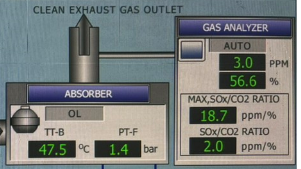 CLEAN EXHAUST GAS OUTLET
GAS ANALYZER
AUTO
3.0 PPM
56.6 %
MAX,SOx/CO2 RATIO
18.7 ppm/%
SOx/CO2 RATIO
2.0 ppm/%
ABSORBER
OL
TT-B PT-F
47.5 °C 1.4 bar